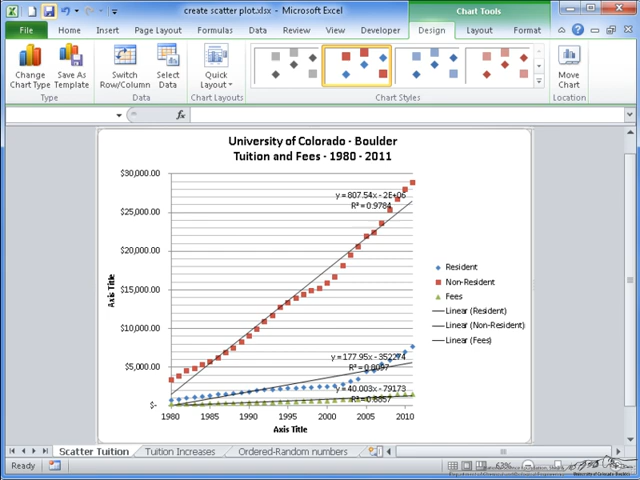 create scatter plot.xlsx - Microsoft Excel
Chart Tools
File Home Insert Page Layout Formulas Data Review View Developer Design Layout Format
Change Chart Type
Save As Template
Switch Row/Column
Select Data
Quick Layout
Move Chart
Type Data Chart Layouts Chart Styles Location
fx
University of Colorado - Boulder
Tuition and Fees - 1980 - 2011
$30,000.00
$25,000.00
$20,000.00
$15,000.00
$10,000.00
$5,000.00
$-
Axis Title
y = 807.54x - 2E+06
R² = 0.9784
y = 177.95x - 352274
R² = 0.8097
y = 40.003x - 79173
R² = 0.8857
1980 1985 1990 1995 2000 2005 2010
Axis Title
Resident
Non-Resident
Fees
Linear (Resident)
Linear (Non-Resident)
Linear (Fees)
Scatter Tuition Tuition Increases Ordered-Random numbers
Ready
63%